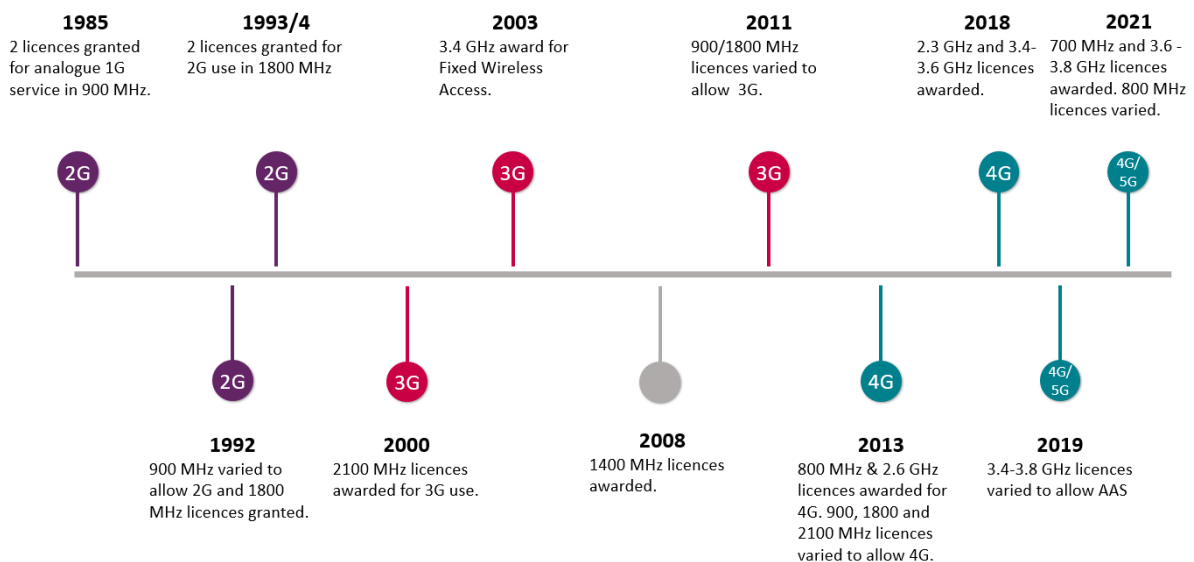 1985
2 licences granted
for analogue 1G
service in 900 MHz.
1993/4
2 licences granted for
2G use in 1800 MHz
2003
3.4 GHz award for
Fixed Wireless
Access.
2011
900/1800 MHz
licences varied to
allow 3G.
2018
2.3 GHz and 3.4-
3.6 GHz licences
awarded.
2021
700 MHz and 3.6 -
3.8 GHz licences
awarded. 800 MHz
licences varied.
2G
2G
3G
3G
4G
4G/
5G
2G
3G
4G
4G/
5G
1992
900 MHz varied to
allow 2G and 1800
MHz licences granted.
2000
2100 MHz licences
awarded for 3G use.
2008
1400 MHz licences
awarded.
2013
800 MHz & 2.6 GHz
licences awarded for
4G. 900, 1800 and
2100 MHz licences
varied to allow 4G.
2019
3.4-3.8 GHz licences
varied to allow AAS